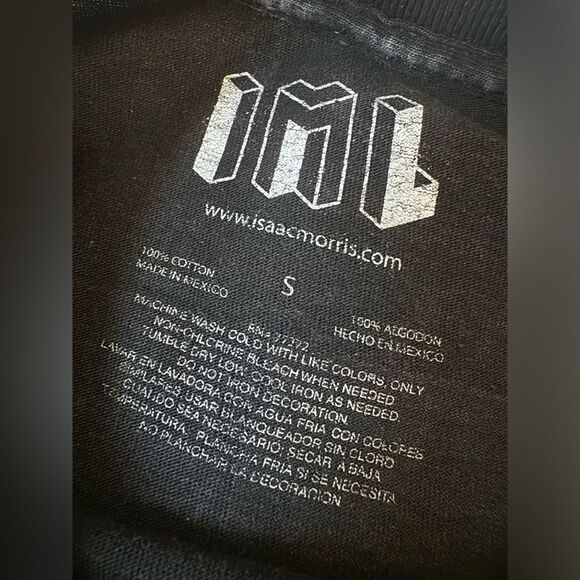 IML
www.isaacmorris.com
100% COTTON
MADE IN MEXICO
S
100% ALGODON
HECHO EN MEXICO
RN# 37372
MACHINE WASH COLD WITH LIKE COLORS, ONLY
NON-CHLORINE BLEACH WHEN NEEDED
TUMBLE DRY LOW, COOL IRON AS NEEDED
DO NOT IRON DECORATION.
LAVAR EN LAVADORA CON AGUA FRIA CON COLORES
SIMILARES, USAR BLANQUEADOR SIN CLORO
CUANDO SEA NECESARIO; SECAR A BAJA
TEMPERATURA. PLANCHA FRIA SI SE NECESITA
NO PLANCHAR LA DECORACION